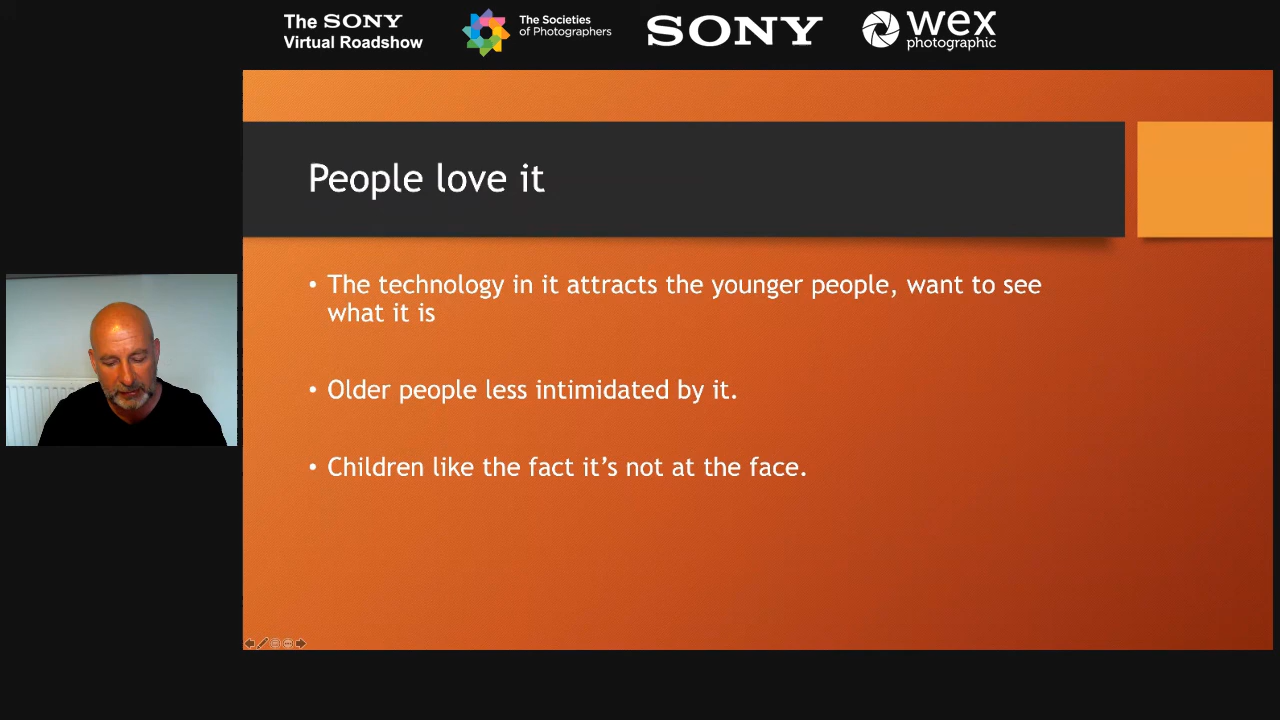 The SONY
Virtual Roadshow
The Societies
of Photographers
SONY
wex
photographic
People love it
• The technology in it attracts the younger people, want to see
what it is
• Older people less intimidated by it.
• Children like the fact it’s not at the face.